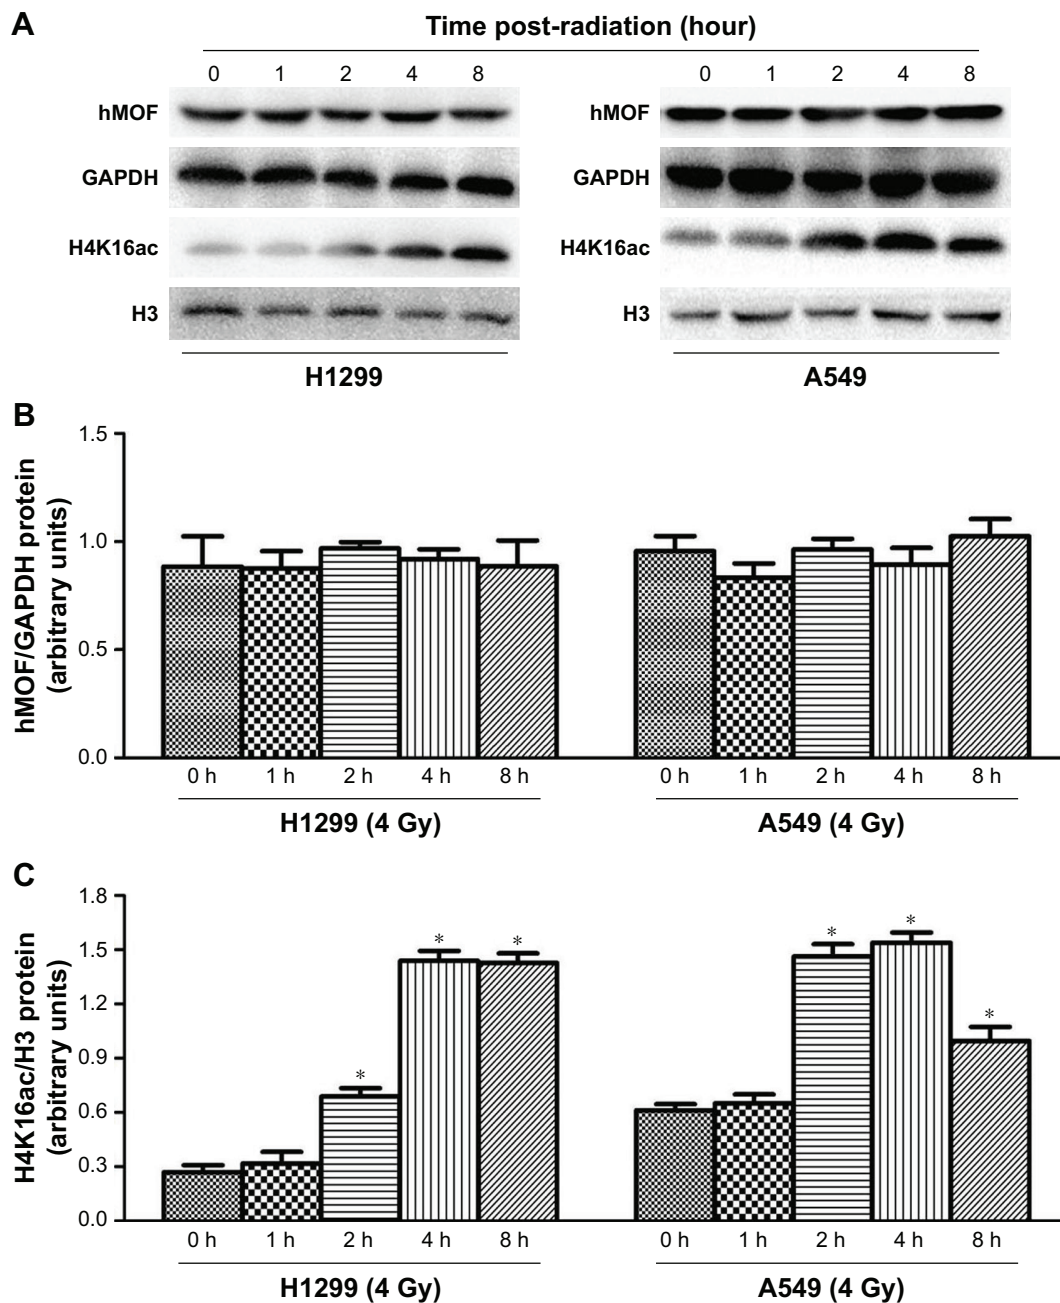 A
Time post-radiation (hour)
0 1 2 4 8
0 1 2 4 8
hMOF
hMOF
GAPDH
GAPDH
H4K16ac
H4K16ac
H3
H3
H1299
A549
B
hMOF/GAPDH protein
(arbitrary units)
1.5
1.0
0.5
0.0
0 h 1 h 2 h 4 h 8 h
0 h 1 h 2 h 4 h 8 h
H1299 (4 Gy)
A549 (4 Gy)
C
H4K16ac/H3 protein
(arbitrary units)
1.8
1.5
1.2
0.9
0.6
0.3
0.0
* * *
* * *
0 h 1 h 2 h 4 h 8 h
0 h 1 h 2 h 4 h 8 h
H1299 (4 Gy)
A549 (4 Gy)